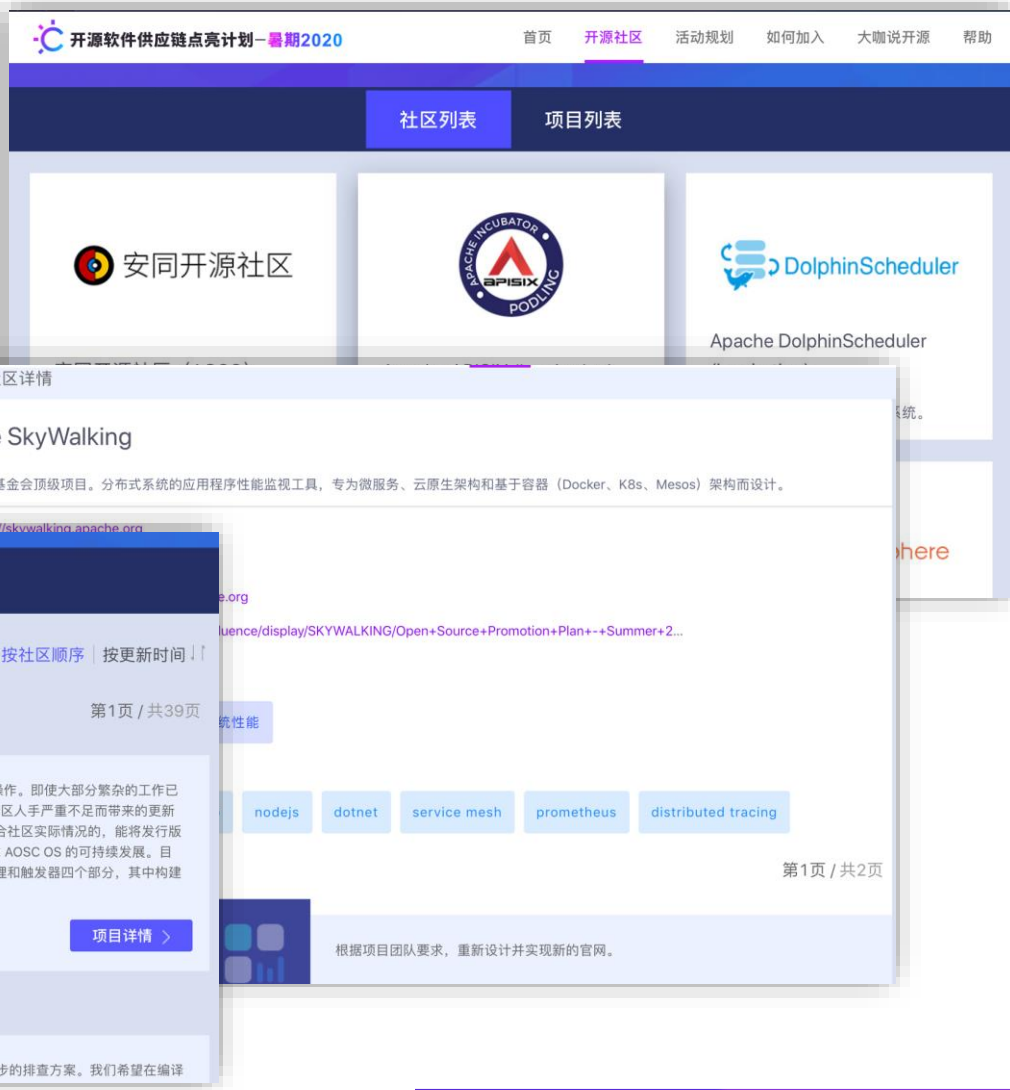 开源软件供应链点亮计划—暑期2020
首页 开源社区 活动规划 如何加入 大咖说开源 帮助
社区列表 项目列表
安同开源社区
APACHE INCUBATOR
APISIX
PODLING
DolphinScheduler
Apache DolphinScheduler
系统。
here
区详情
SkyWalking
基金会顶级项目。分布式系统的应用程序性能监视工具，专为微服务、云原生架构和基于容器（Docker、K8s、Mesos）架构而设计。
//skywalking.apache.org
e.org
luence/display/SKYWALKING/Open+Source+Promotion+Plan+-+Summer+2...
统性能
nodejs dotnet service mesh prometheus distributed tracing
第1页 / 共2页
根据项目团队要求，重新设计并实现新的官网。
按社区顺序 按更新时间
第1页 / 共39页
操作。即使大部分繁杂的工作已
区人手严重不足而带来的更新
合社区实际情况的，能将发行版
AOSC OS 的可持续发展。目
理和触发器四个部分，其中构建
项目详情 >
步的排查方案。我们希望在编译